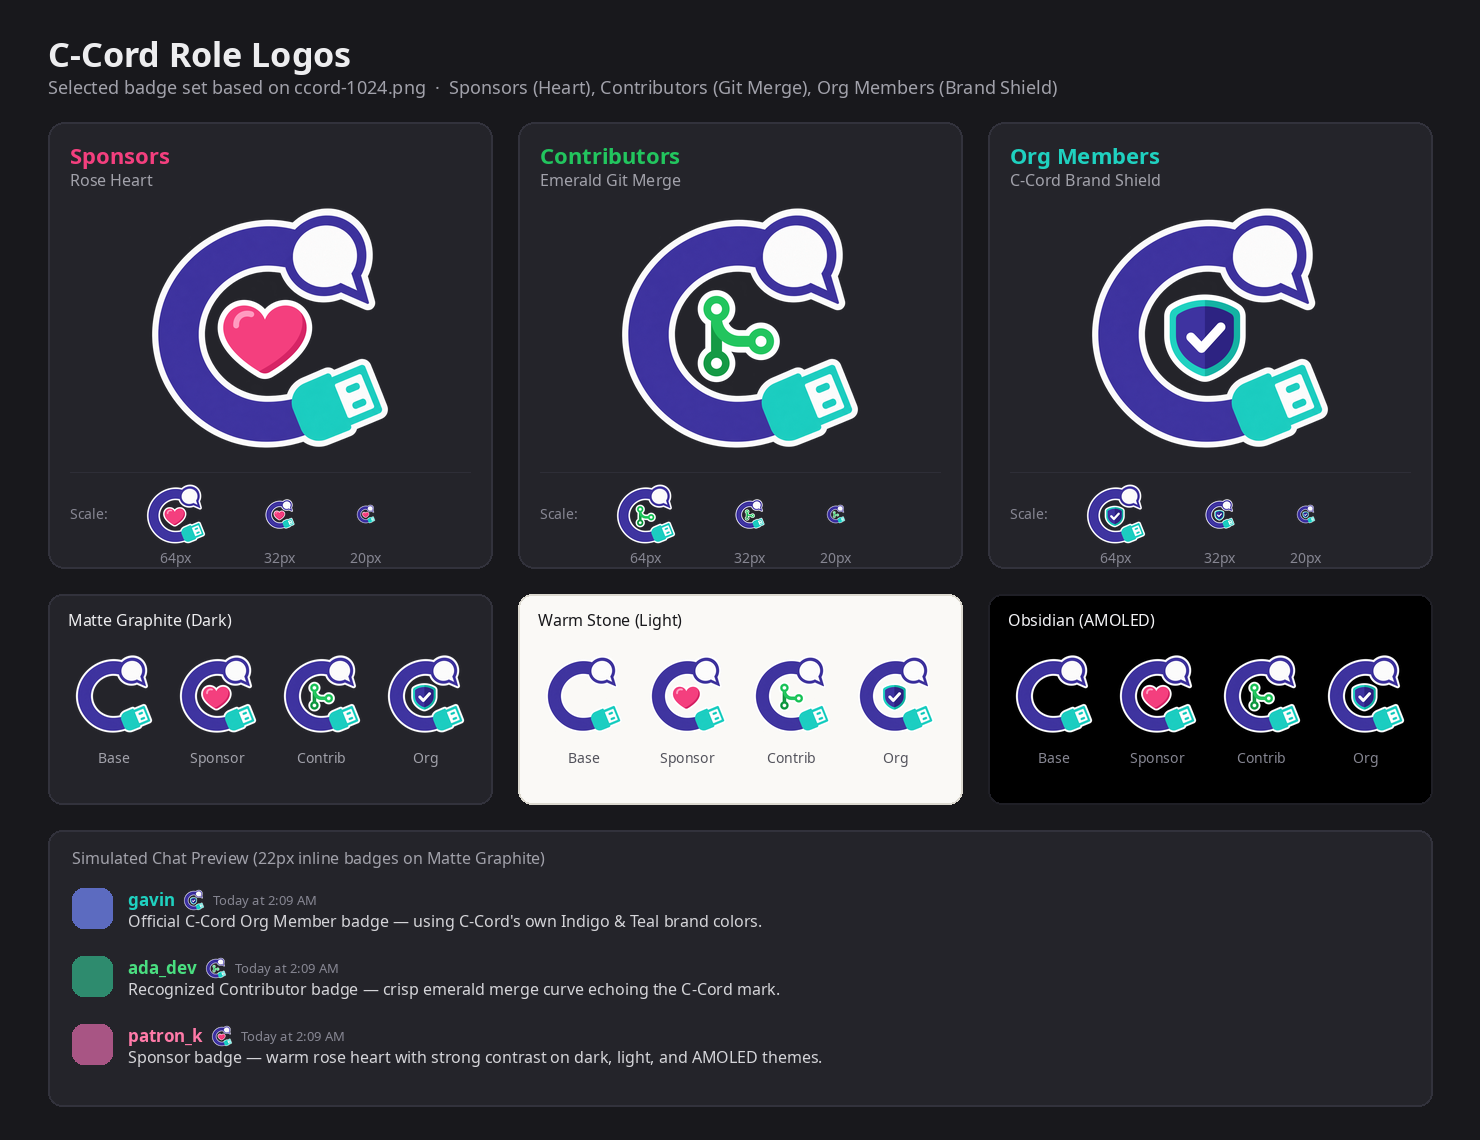 C-Cord Role Logos
Selected badge set based on ccord-1024.png · Sponsors (Heart), Contributors (Git Merge), Org Members (Brand Shield)
Sponsors
Rose Heart
Scale:
64px
32px
20px
Contributors
Emerald Git Merge
Scale:
64px
32px
20px
Org Members
C-Cord Brand Shield
Scale:
64px
32px
20px
Matte Graphite (Dark)
Base
Sponsor
Contrib
Org
Warm Stone (Light)
Base
Sponsor
Contrib
Org
Obsidian (AMOLED)
Base
Sponsor
Contrib
Org
Simulated Chat Preview (22px inline badges on Matte Graphite)
gavin Today at 2:09 AM
Official C-Cord Org Member badge — using C-Cord's own Indigo & Teal brand colors.
ada_dev Today at 2:09 AM
Recognized Contributor badge — crisp emerald merge curve echoing the C-Cord mark.
patron_k Today at 2:09 AM
Sponsor badge — warm rose heart with strong contrast on dark, light, and AMOLED themes.